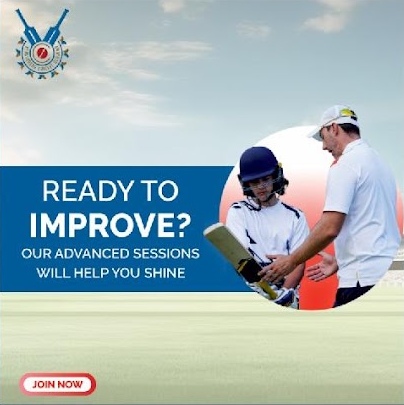 READY TO
IMPROVE?
OUR ADVANCED SESSIONS
WILL HELP YOU SHINE
JOIN NOW